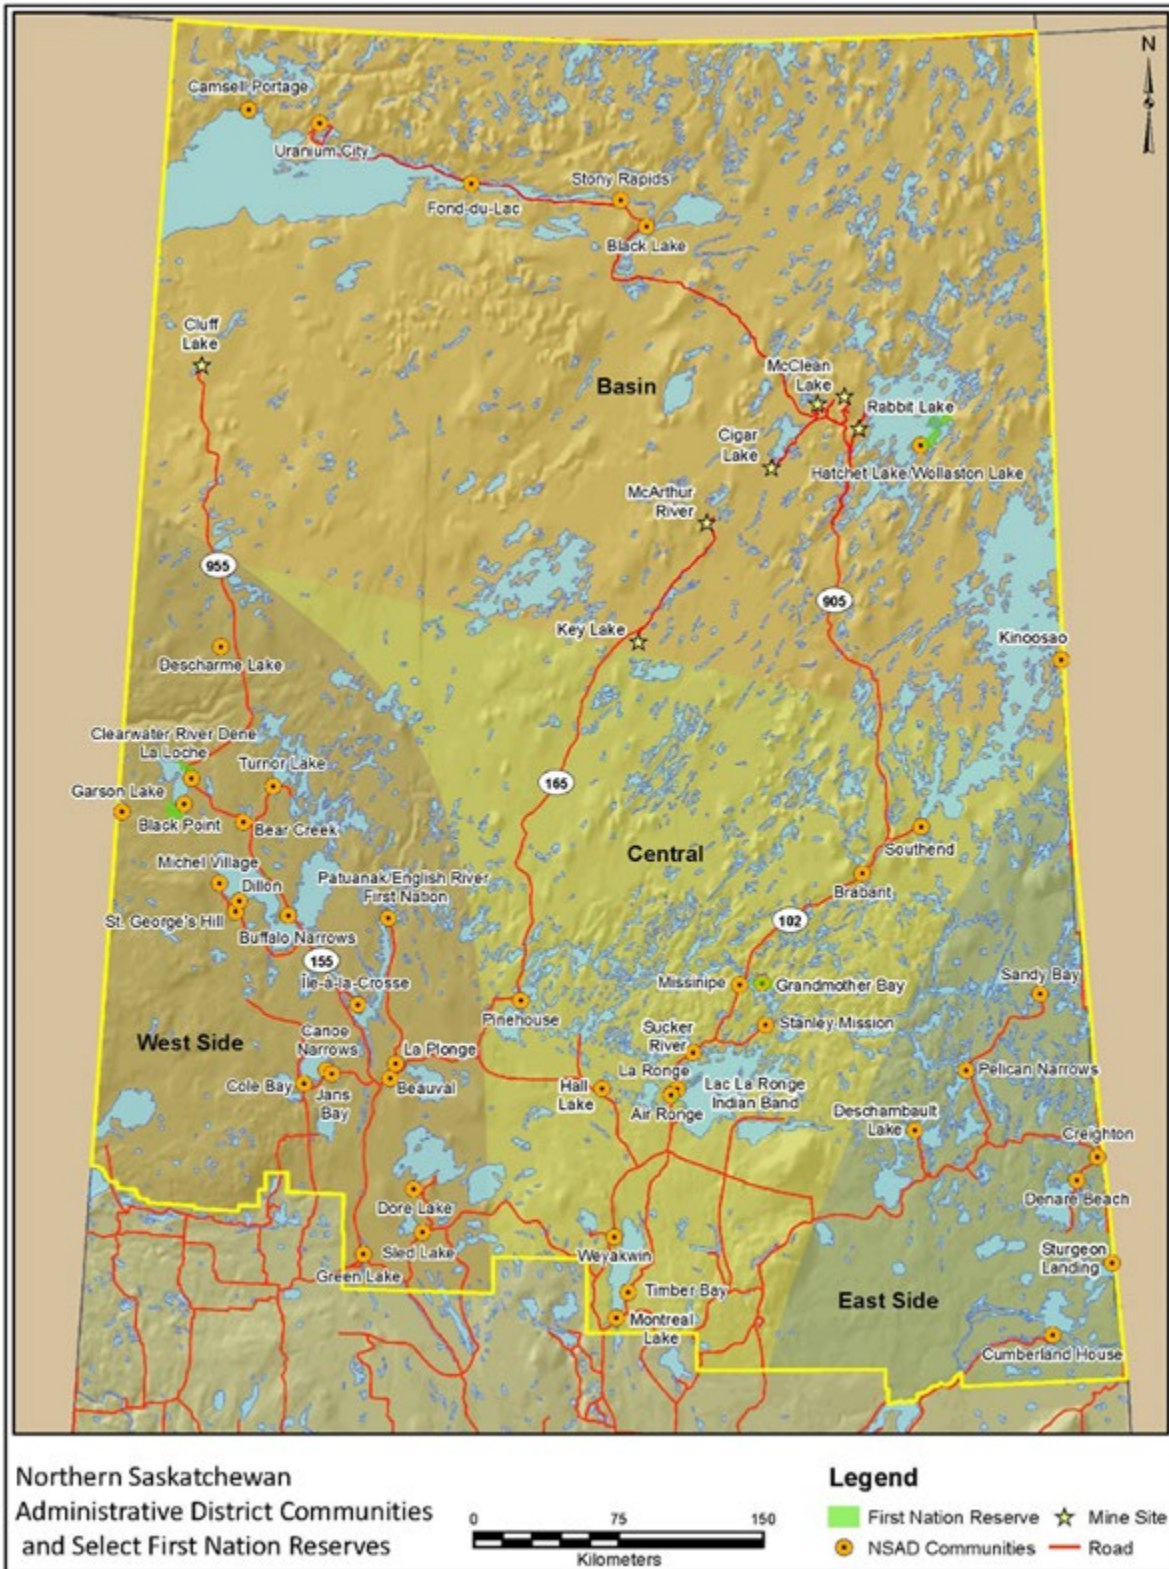 N
Camsell Portage
Uranium City
Stony Rapids
Fond-du-Lac
Black Lake
Cluff
Lake
Basin
McClean
Lake
Rabbit Lake
Cigar
Lake
Hatchet Lake/Wollaston Lake
McArthur
River
955
905
Key Lake
Kinoosao
Descharme Lake
Clearwater River Dene
La Loche
Turnor Lake
Garson Lake
165
Black Point
Bear Creek
Central
Southend
Michel Village
Dillon
Patuanak/English River
First Nation
Brabant
St. George's Hill
Buffalo Narrows
102
155
Île-à-la-Crosse
Missinipe
Grandmother Bay
Sandy Bay
Pinehouse
Stanley Mission
West Side
Canoe
Narrows
Sucker
River
La Plonge
La Ronge
Pelican Narrows
Cole Bay
Jans
Bay
Beauval
Hall
Lake
Lac La Ronge
Indian Band
Air Ronge
Deschambault
Lake
Creighton
Dore Lake
Denare Beach
Sled Lake
Weyakwin
Green Lake
Sturgeon
Landing
Timber Bay
East Side
Montreal
Lake
Cumberland House
Northern Saskatchewan
Administrative District Communities
and Select First Nation Reserves
0 75 150
Kilometers
Legend
First Nation Reserve
Mine Site
NSAD Communities
Road